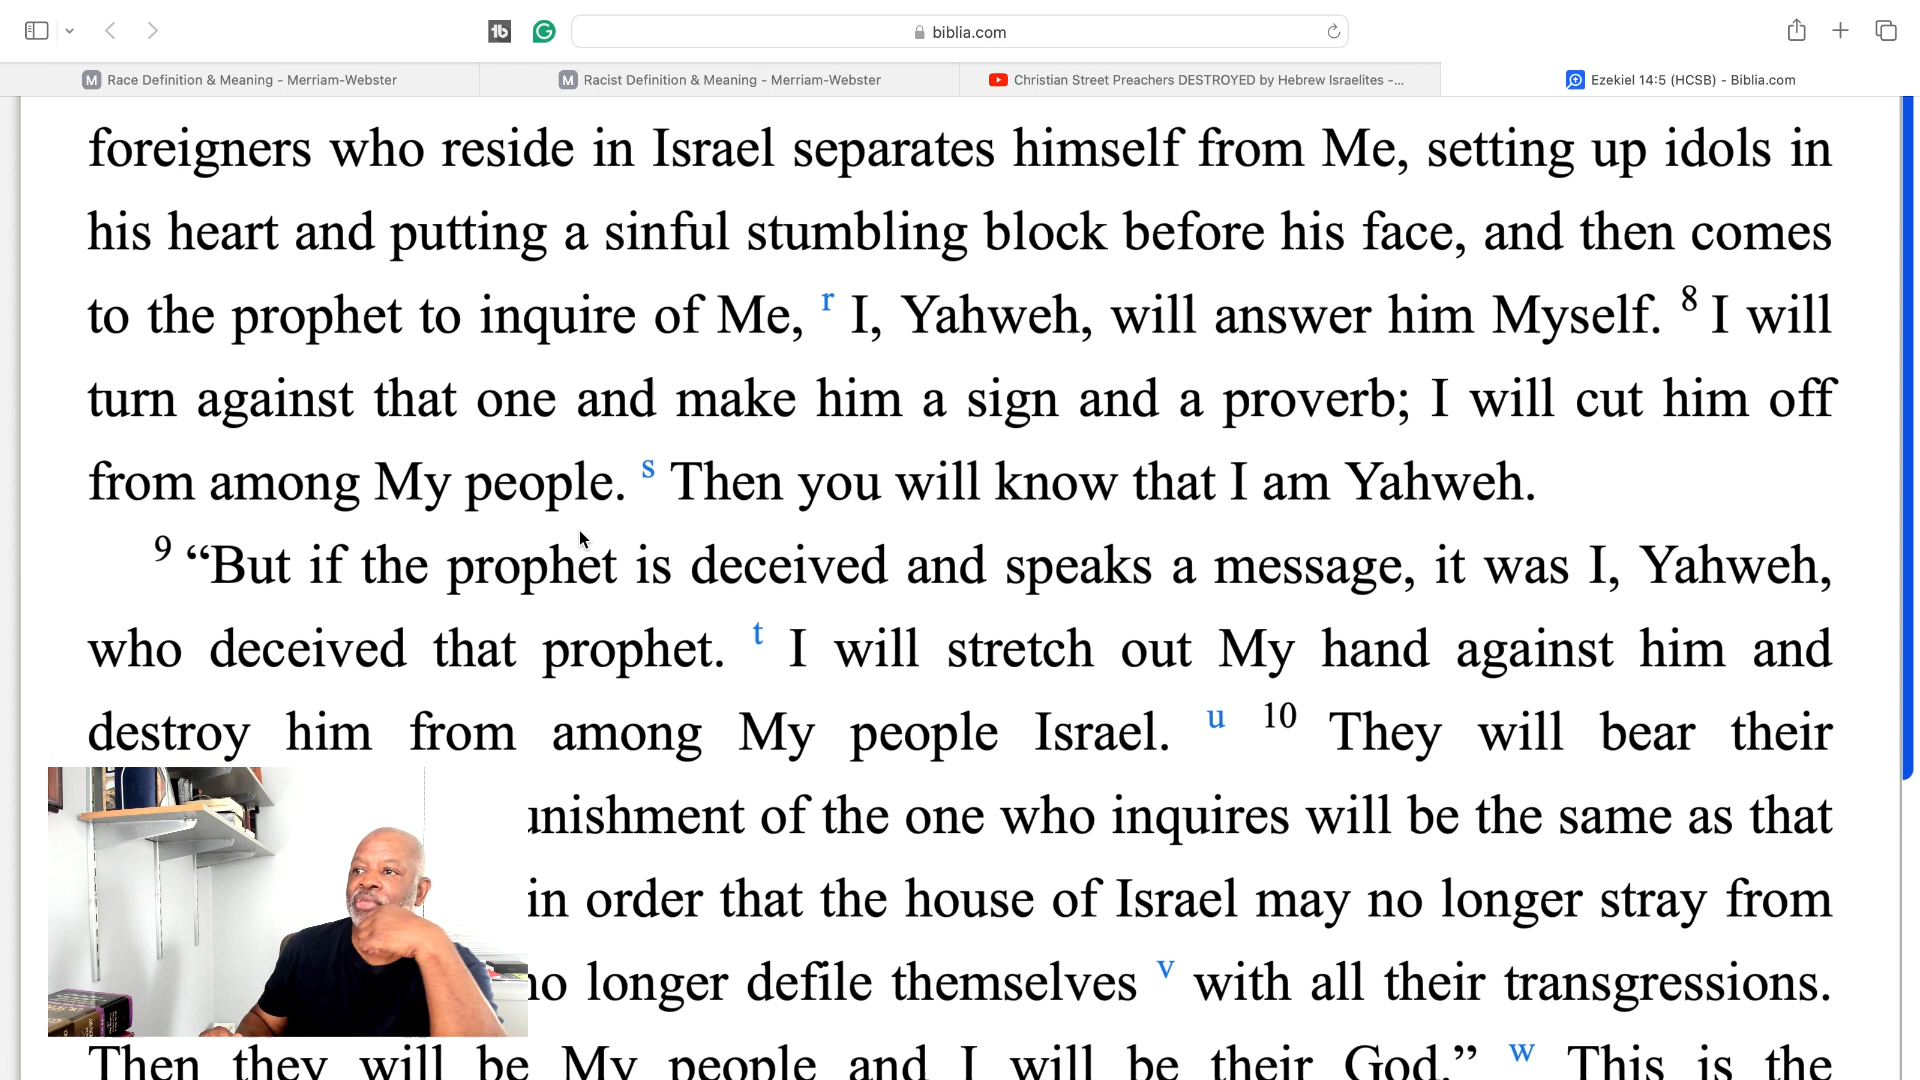 biblia.com
Race Definition & Meaning - Merriam-Webster
Racist Definition & Meaning - Merriam-Webster
Christian Street Preachers DESTROYED by Hebrew Israelites -...
Ezekiel 14:5 (HCSB) - Biblia.com
foreigners who reside in Israel separates himself from Me, setting up idols in
his heart and putting a sinful stumbling block before his face, and then comes
to the prophet to inquire of Me, r I, Yahweh, will answer him Myself. 8 I will
turn against that one and make him a sign and a proverb; I will cut him off
from among My people. s Then you will know that I am Yahweh.
9 “But if the prophet is deceived and speaks a message, it was I, Yahweh,
who deceived that prophet. t I will stretch out My hand against him and
destroy him from among My people Israel. u 10 They will bear their
unishment of the one who inquires will be the same as that
in order that the house of Israel may no longer stray from
no longer defile themselves v with all their transgressions.
Then they will be My people and I will be their God.” w This is the